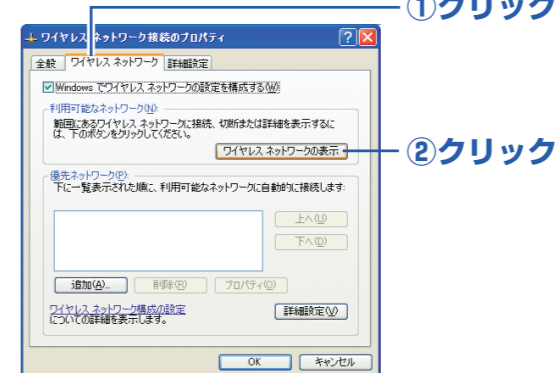 ①クリック
ワイヤレス ネットワーク接続のプロパティ
全般 ワイヤレス ネットワーク 詳細設定
Windows でワイヤレス ネットワークの設定を構成する(W)
利用可能なネットワーク(N):
範囲にあるワイヤレス ネットワークに接続、切断または詳細を表示するに
は、下のボタンをクリックしてください。
ワイヤレス ネットワークの表示
②クリック
優先ネットワーク(P):
下に一覧表示された順に、利用可能なネットワークに自動的に接続します:
上へ(U)
下へ(D)
追加(A)... 削除(R) プロパティ(O)
ワイヤレス ネットワーク構成の設定
についての詳細を表示します。
詳細設定(V)
OK キャンセル